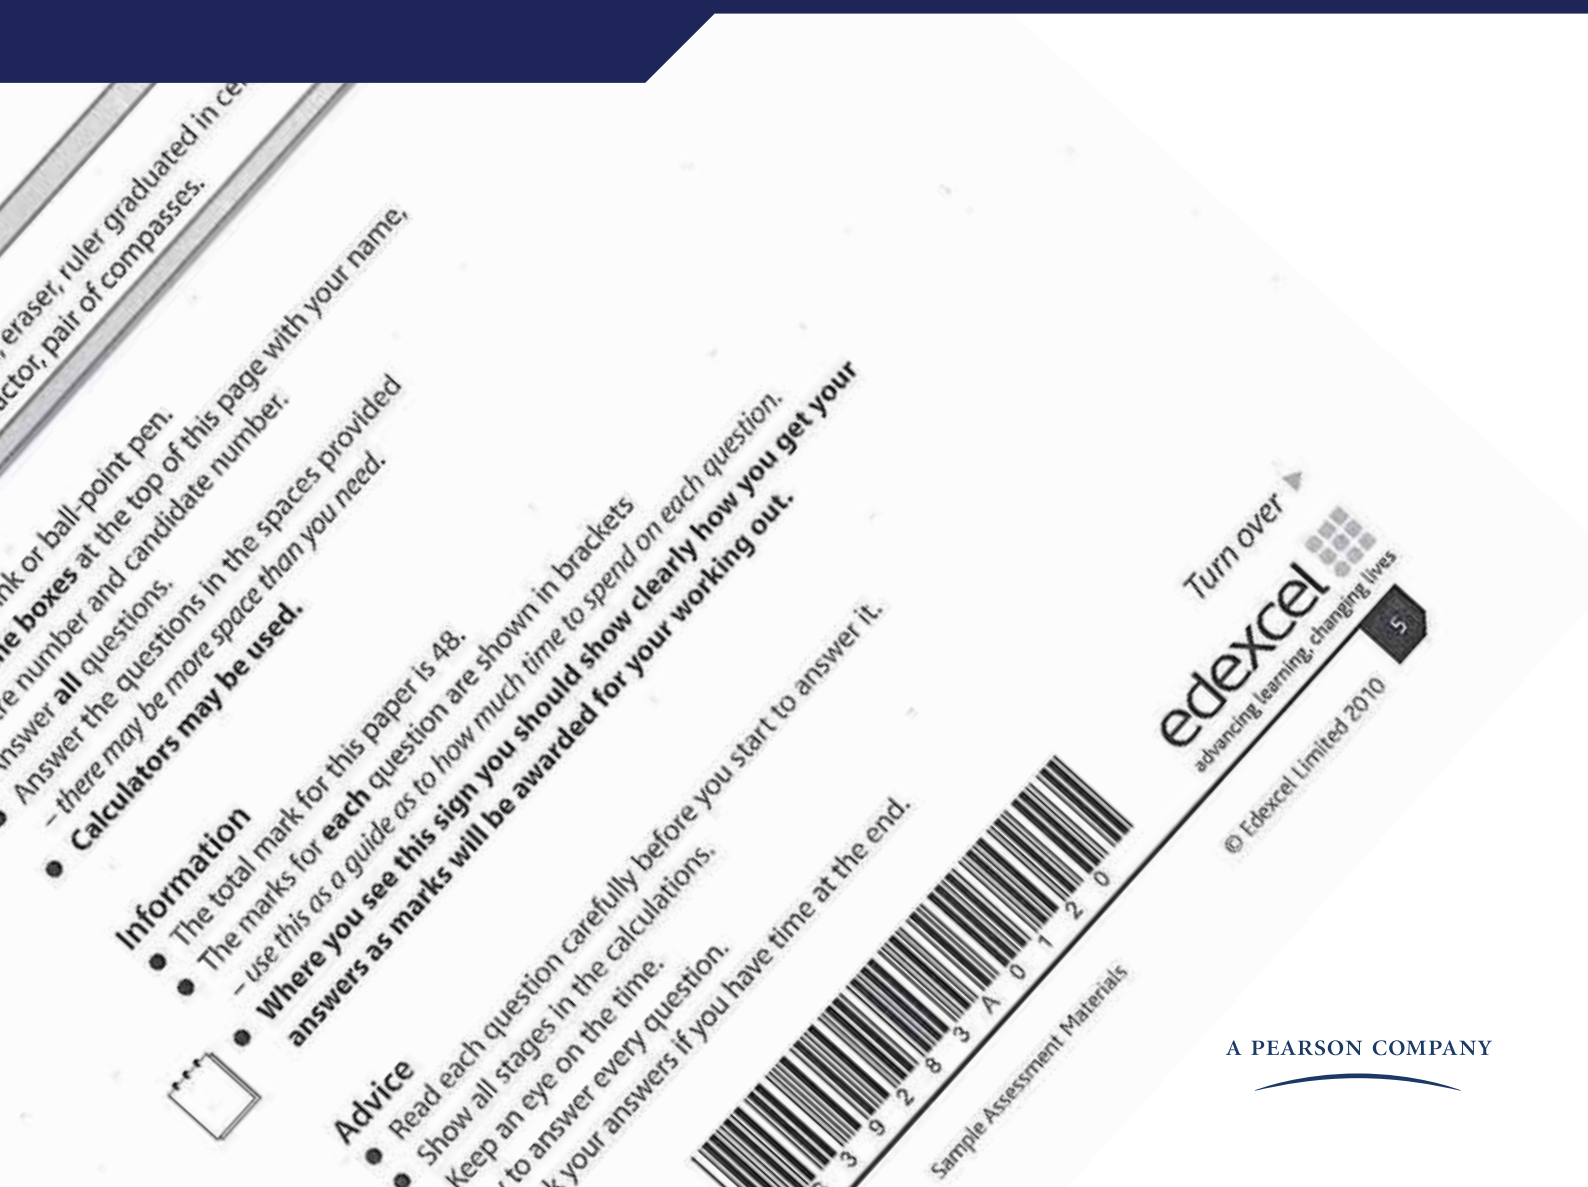 eraser, ruler graduated in
pair of compasses.
or ball-point pen.
boxes at the top of this page with your name,
number and candidate number.
all questions.
Answer the questions in the spaces provided
– there may be more space than you need.
Calculators may be used.
Information
The total mark for this paper is 48.
The marks for each question are shown in brackets
– use this as a guide as to how much time to spend on each question.
Where you see this sign you should show clearly how you get your
answers as marks will be awarded for your working out.
Advice
Read each question carefully before you start to answer it.
Show all stages in the calculations.
Keep an eye on the time.
to answer every question.
your answers if you have time at the end.
Turn over
edexcel
advancing learning, changing lives
3 9 2 8 3 A 0 1 2 0
5
© Edexcel Limited 2010
Sample Assessment Materials
A PEARSON COMPANY